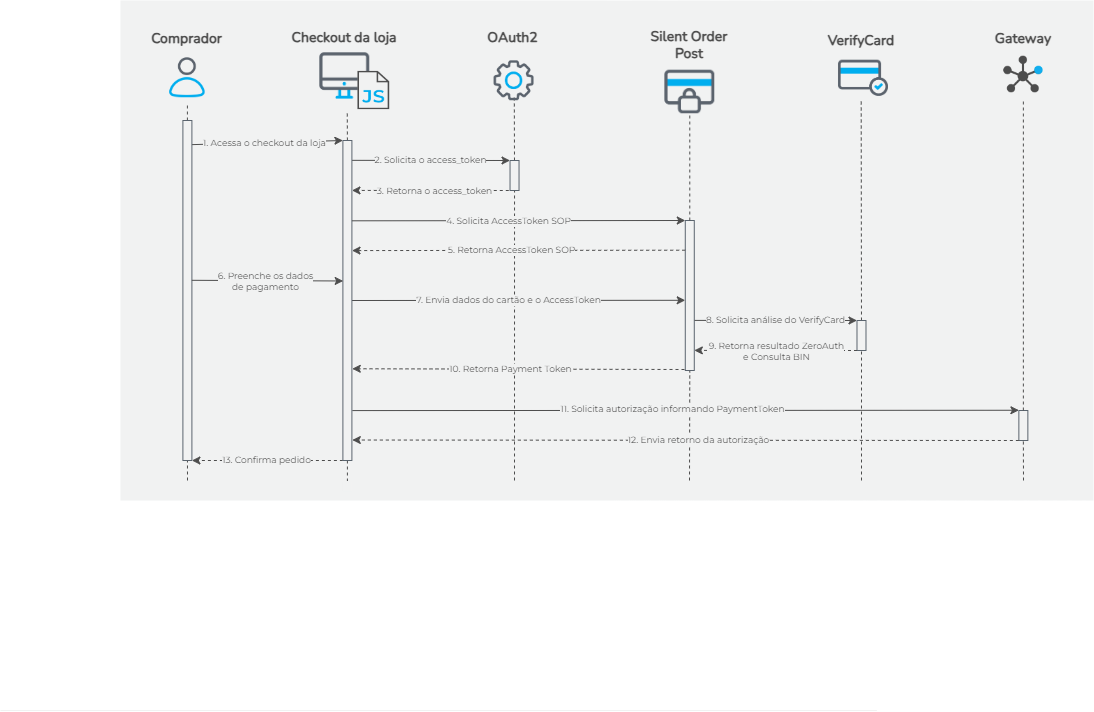 Comprador
Checkout da loja
OAuth2
Silent Order
Post
VerifyCard
Gateway
JS
1. Acessa o checkout da loja
2. Solicita o access_token
3. Retorna o access_token
4. Solicita AccessToken SOP
5. Retorna AccessToken SOP
6. Preenche os dados
de pagamento
7. Envia dados do cartão e o AccessToken
8. Solicita análise do VerifyCard
9. Retorna resultado ZeroAuth
e Consulta BIN
10. Retorna Payment Token
11. Solicita autorização informando PaymentToken
12. Envia retorno da autorização
13. Confirma pedido